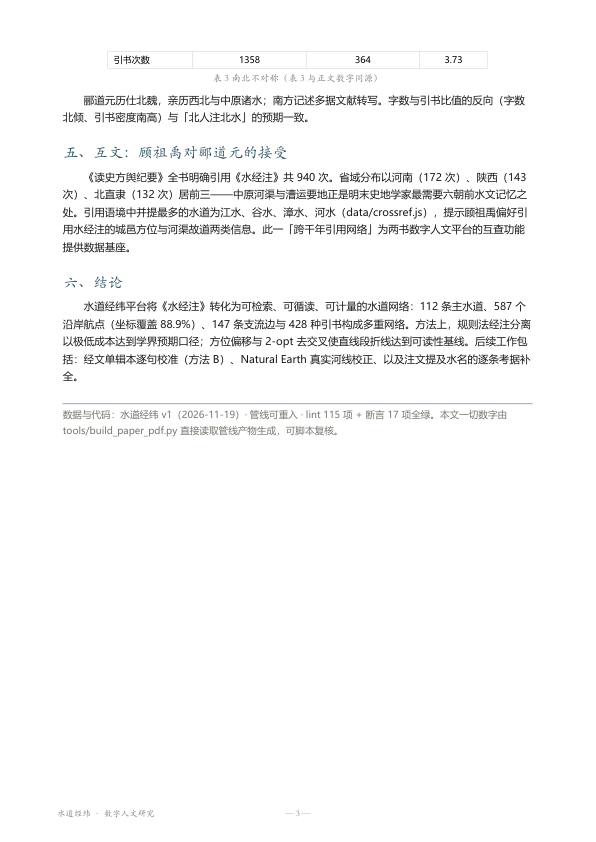 引书次数 1358 364 3.73
表 3 南北不对称（表 3 与正文数字同源）
郦道元历仕北魏，亲历西北与中原诸水；南方记述多据文献转写。字数与引书比值的反向（字数
北倾、引书密度南高）与「北人注北水」的预期一致。
五、互文：顾祖禹对郦道元的接受
《读史方舆纪要》全书明确引用《水经注》共 940 次。省域分布以河南（172 次）、陕西（143
次）、北直隶（132 次）居前三——中原河渠与漕运要地正是明末史地学家最需要六朝前水文记忆之
处。引用语境中并提最多的水道为江水、谷水、漳水、河水（data/crossref.js），提示顾祖禹偏好引
用水经注的城邑方位与河渠故道两类信息。此一「跨千年引用网络」为两书数字人文平台的互查功能
提供数据基座。
六、结论
水道经纬平台将《水经注》转化为可检索、可循读、可计量的水道网络：112 条主水道、587 个
沿岸航点（坐标覆盖 88.9%）、147 条支流边与 428 种引书构成多重网络。方法上，规则法经注分离
以极低成本达到学界预期口径；方位偏移与 2-opt 去交叉使直线段折线达到可读性基线。后续工作包
括：经文单辑本逐句校准（方法 B）、Natural Earth 真实河线校正、以及注文提及水名的逐条考据补
全。
数据与代码：水道经纬 v1（2026-11-19）· 管线可重入 · lint 115 项 + 断言 17 项全绿。本文一切数字由
tools/build_paper_pdf.py 直接读取管线产物生成，可脚本复核。
水道经纬 · 数字人文研究 — 3 —